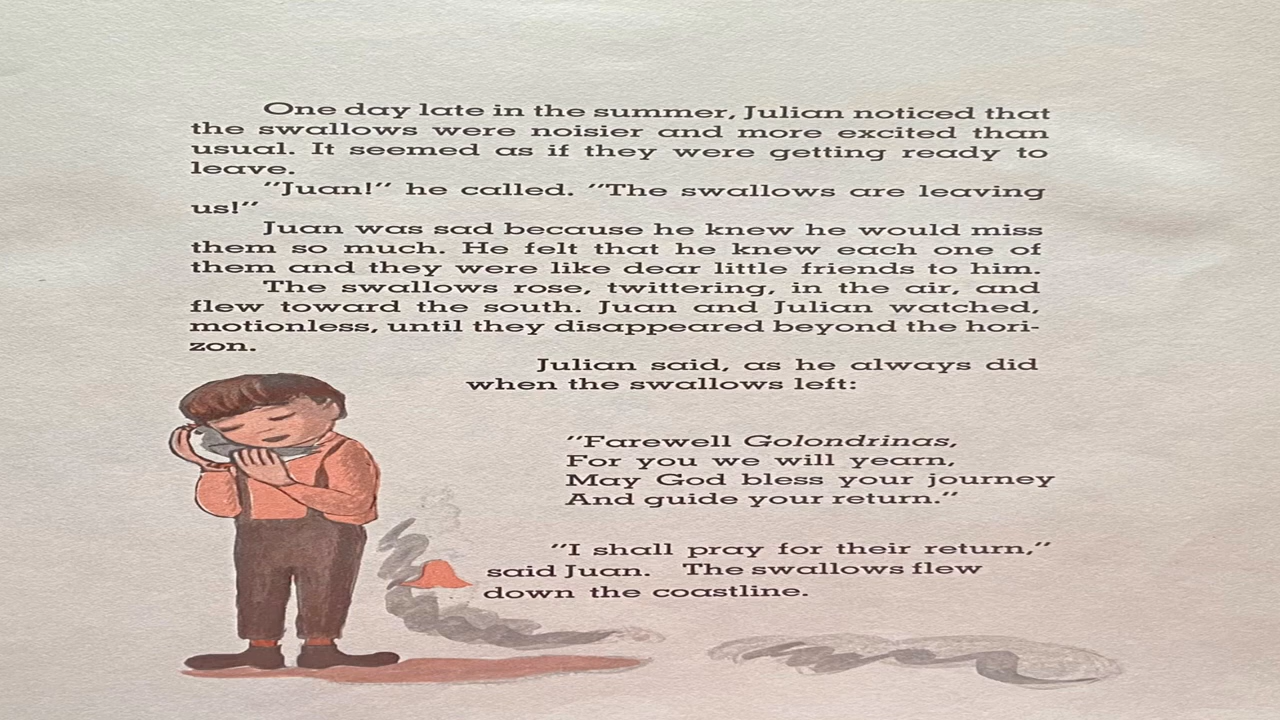 One day late in the summer, Julian noticed that
the swallows were noisier and more excited than
usual. It seemed as if they were getting ready to
leave.
"Juan!" he called. "The swallows are leaving
us!"
Juan was sad because he knew he would miss
them so much. He felt that he knew each one of
them and they were like dear little friends to him.
The swallows rose, twittering, in the air, and
flew toward the south. Juan and Julian watched,
motionless, until they disappeared beyond the hori-
zon.
Julian said, as he always did
when the swallows left:
"Farewell Golondrinas,
For you we will yearn,
May God bless your journey
And guide your return."
"I shall pray for their return,"
said Juan. The swallows flew
down the coastline.